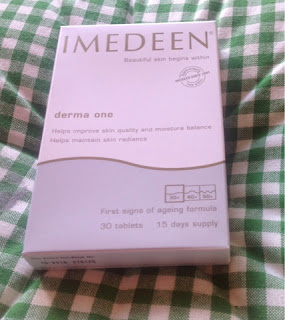 IMEDEEN®
Beautiful skin begins within
derma one
Helps improve skin quality and moisture balance
Helps maintain skin radiance
First signs of ageing formula
30 tablets 15 days supply